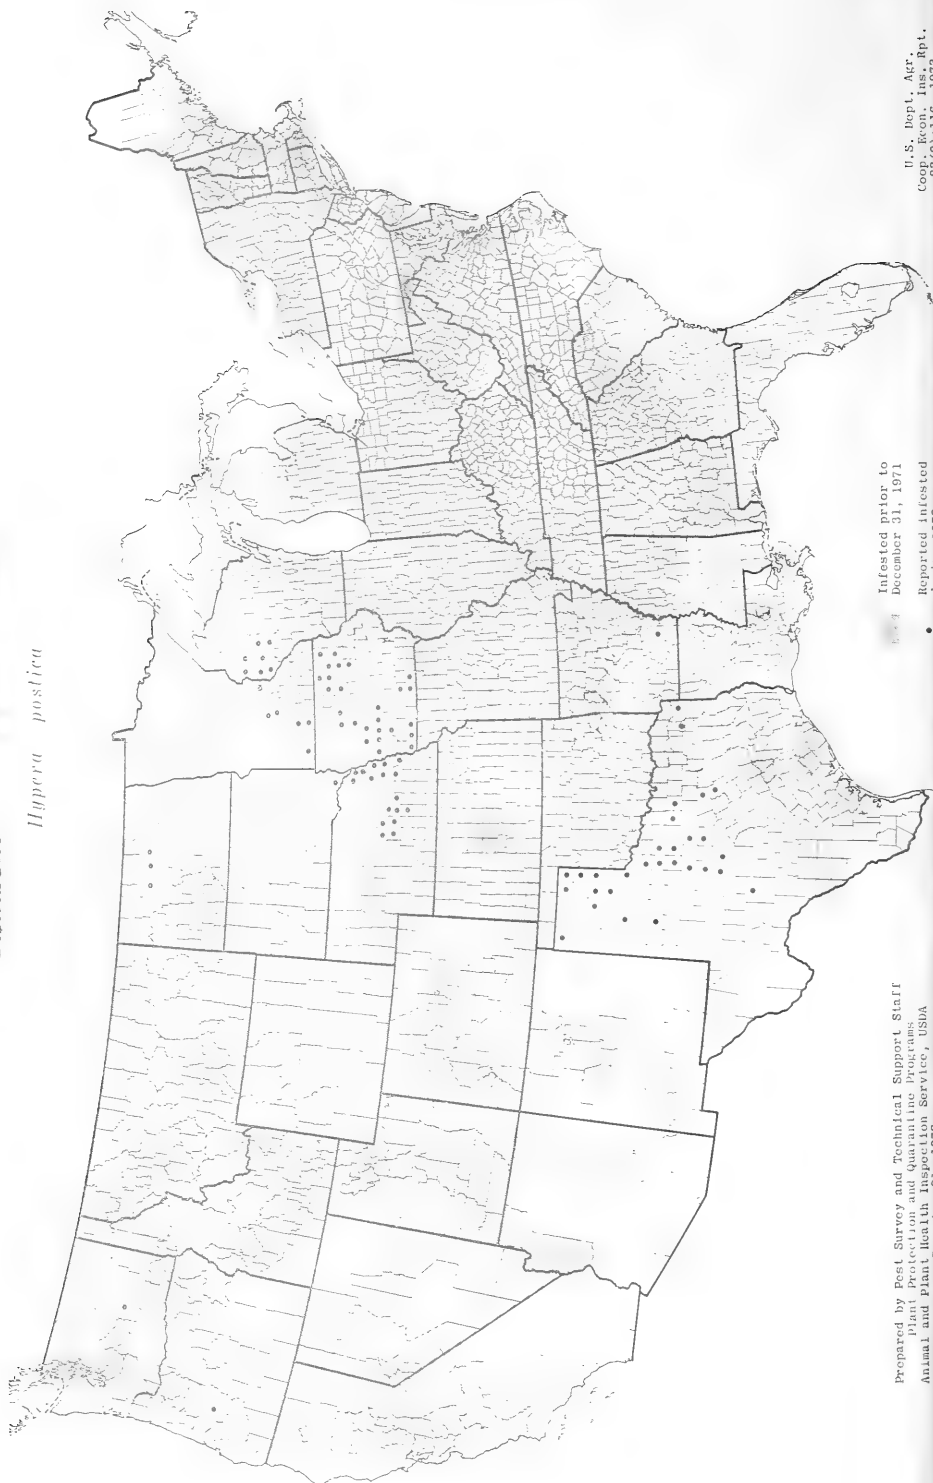 Hypera postica
U.S. Dept. Agr.
Coop. Econ. Ins. Rpt.
Infested prior to
December 31, 1971
Reported infested
Prepared by Pest Survey and Technical Support Staff
Plant Protection and Quarantine Programs
Animal and Plant Health Inspection Service, USDA